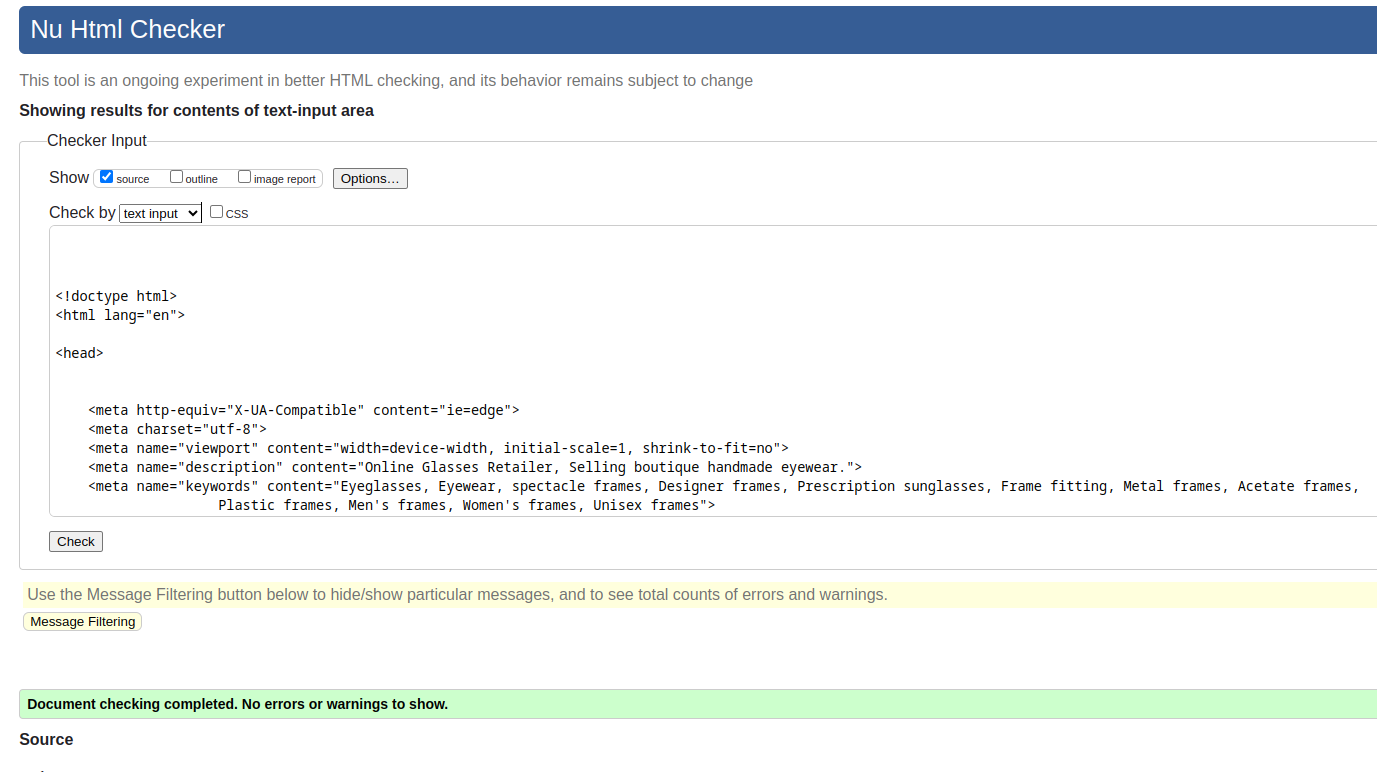 Nu Html Checker
This tool is an ongoing experiment in better HTML checking, and its behavior remains subject to change
Showing results for contents of text-input area
Checker Input
Show source outline image report Options…
Check by text input CSS
<!doctype html>
<html lang="en">
<head>
<meta http-equiv="X-UA-Compatible" content="ie=edge">
<meta charset="utf-8">
<meta name="viewport" content="width=device-width, initial-scale=1, shrink-to-fit=no">
<meta name="description" content="Online Glasses Retailer, Selling boutique handmade eyewear.">
<meta name="keywords" content="Eyeglasses, Eyewear, spectacle frames, Designer frames, Prescription sunglasses, Frame fitting, Metal frames, Acetate frames,
Plastic frames, Men's frames, Women's frames, Unisex frames">
Check
Use the Message Filtering button below to hide/show particular messages, and to see total counts of errors and warnings.
Message Filtering
Document checking completed. No errors or warnings to show.
Source